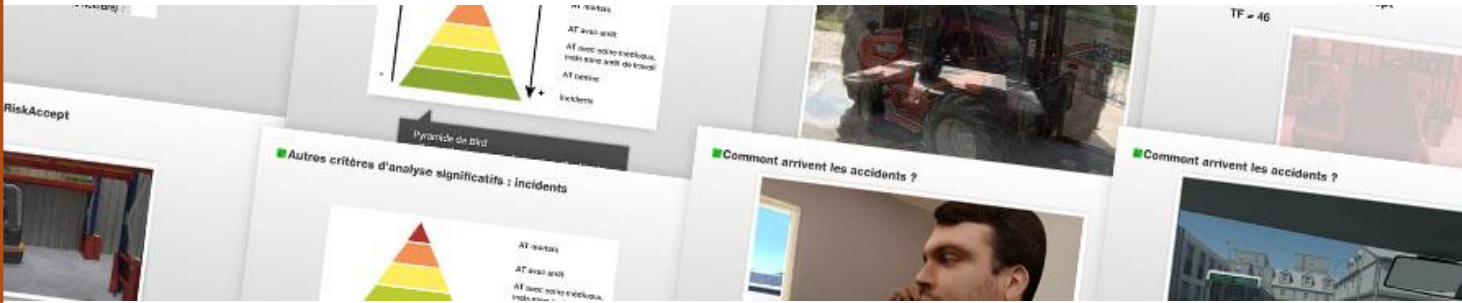 TF = 46
AT mortels
AT avec arrêt
AT avec soins médicaux,
mais sans arrêt de travail
AT bénins
Incidents
Pyramide de Bird
RiskAccept
Autres critères d'analyse significatifs : incidents
AT mortels
AT avec arrêt
AT avec soins médicaux,
Comment arrivent les accidents ?
Comment arrivent les accidents ?